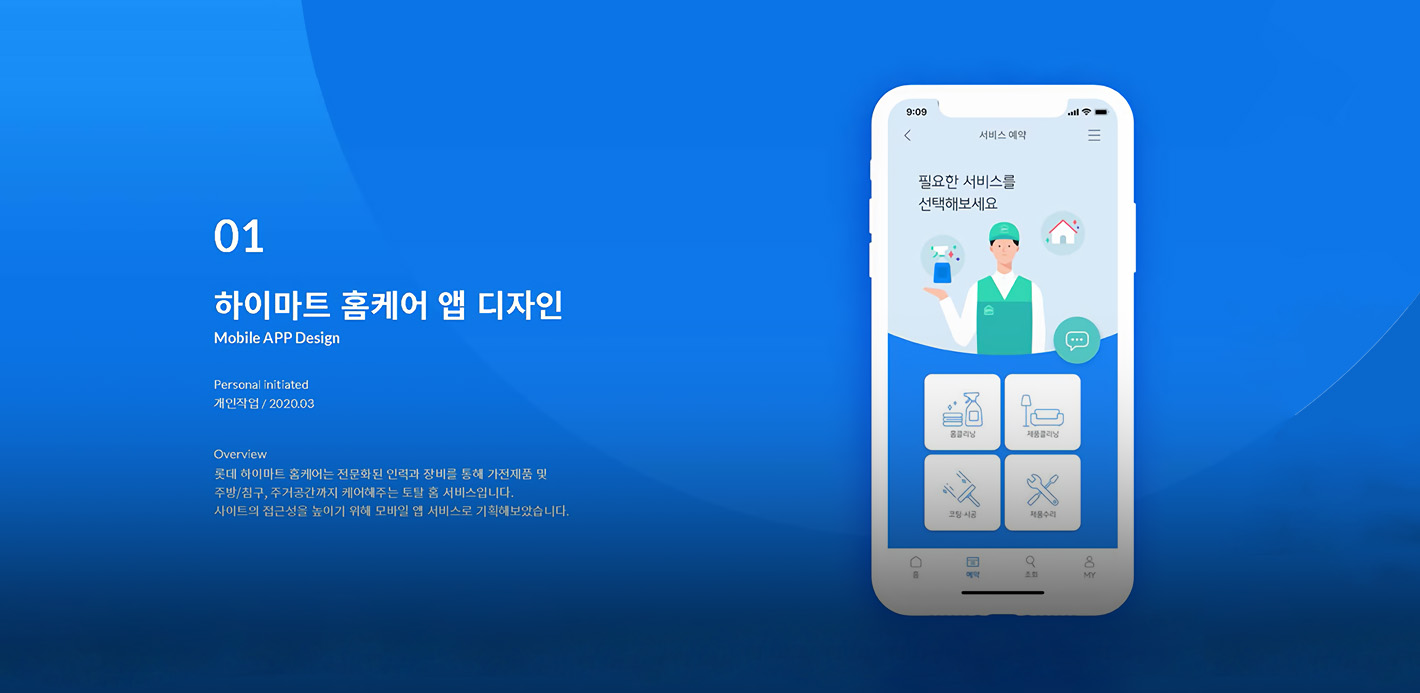 01
하이마트 홈케어 앱 디자인
Mobile APP Design
Personal initiated
개인작업 / 2020.03
Overview
롯데 하이마트 홈케어는 전문화된 인력과 장비를 통해 가전제품 및
주방/침구, 주거공간까지 케어해주는 토탈 홈 서비스입니다.
사이트의 접근성을 높이기 위해 모바일 앱 서비스로 기획해보았습니다.
9:09
서비스 예약
필요한 서비스를
선택해보세요
홈클리닝
제품클리닝
코팅·시공
제품수리
홈
예약
조회
MY